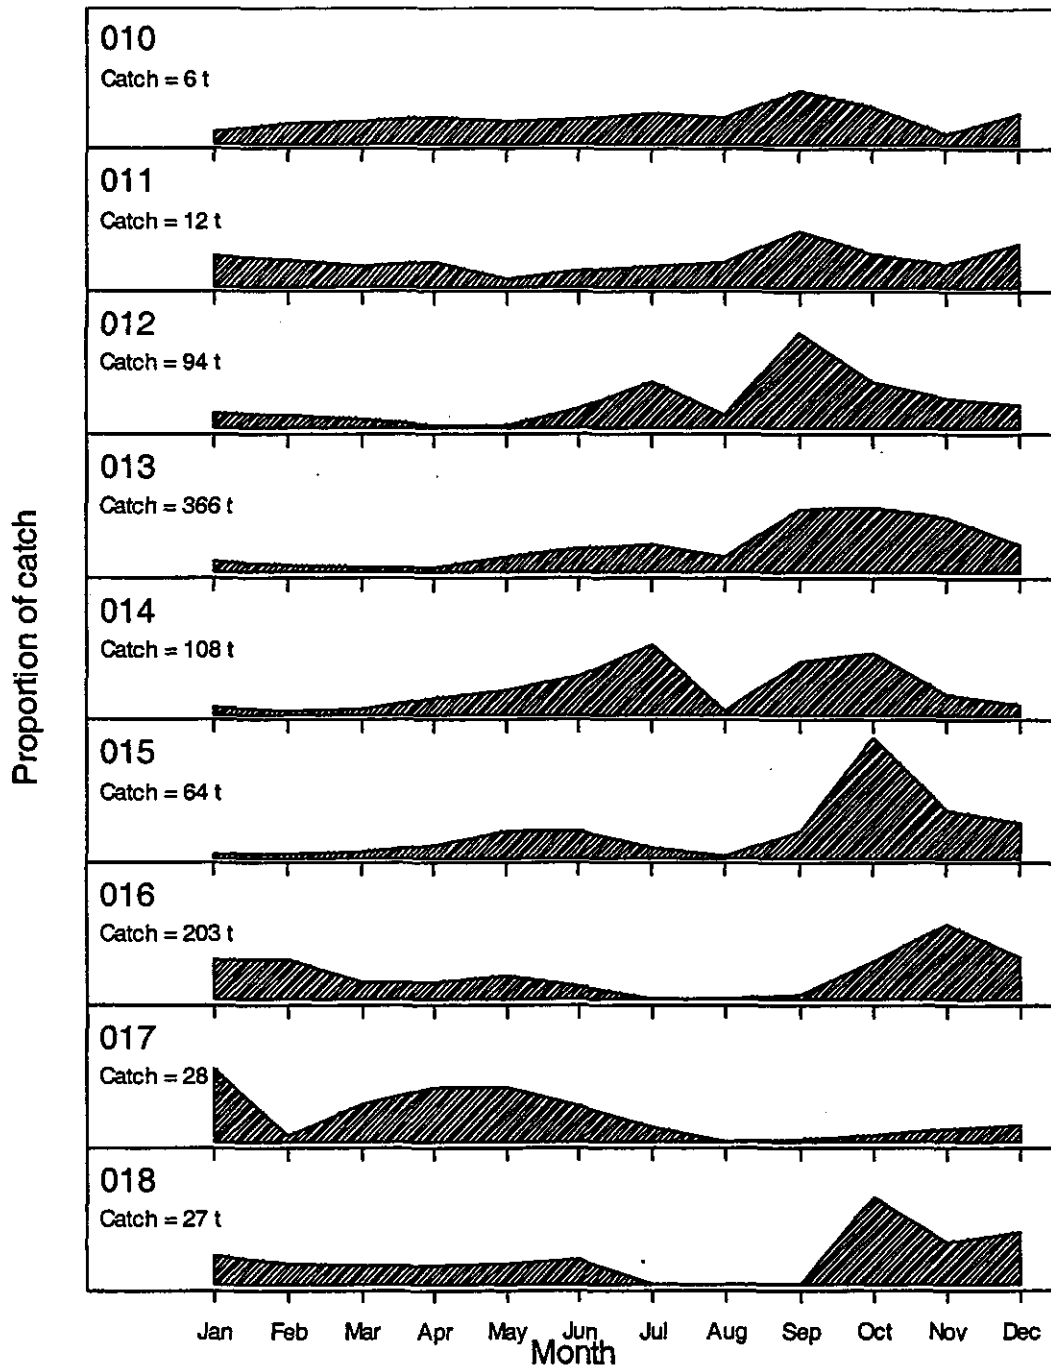 010
Catch = 6 t
011
Catch = 12 t
012
Catch = 94 t
013
Catch = 366 t
014
Catch = 108 t
015
Catch = 64 t
016
Catch = 203 t
017
Catch = 28
018
Catch = 27 t
Proportion of catch
Jan Feb Mar Apr May Jun Jul Aug Sep Oct Nov Dec
Month